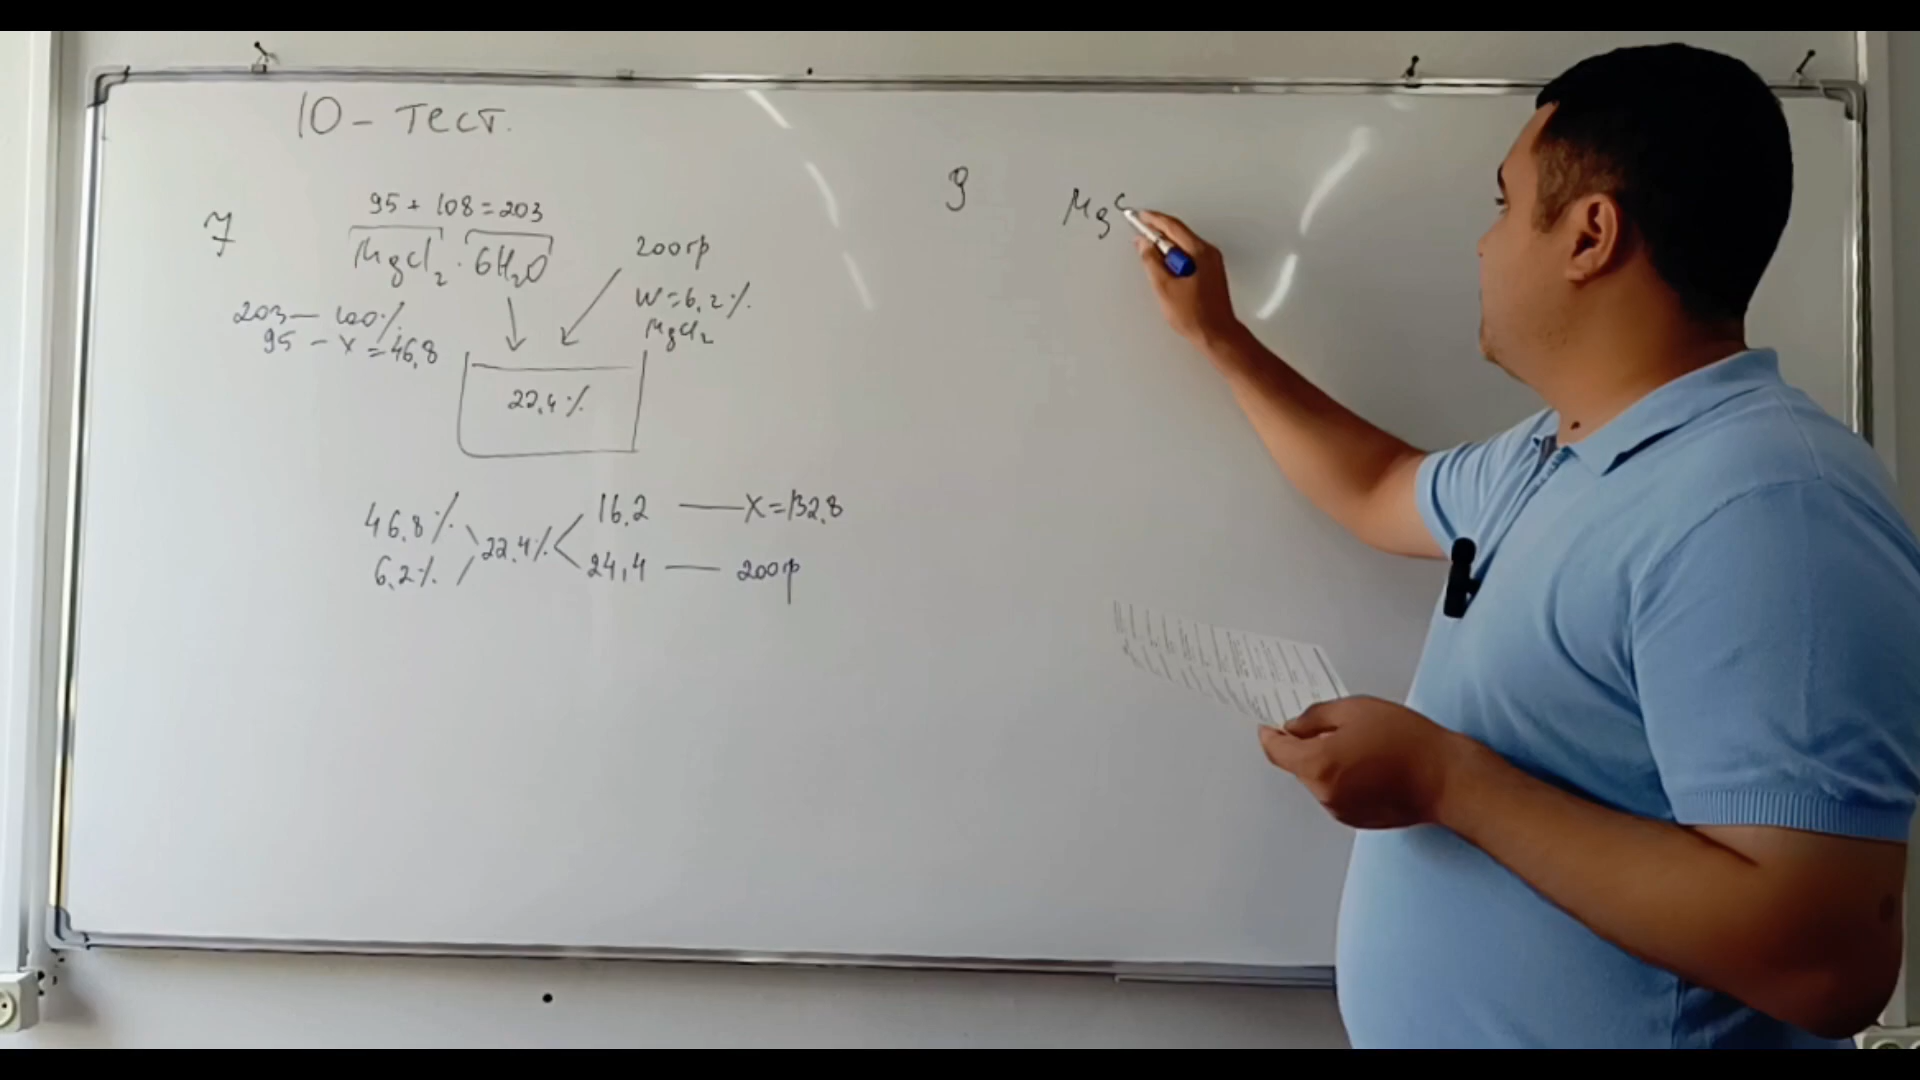 10 - тест.
7
95 + 108 = 203
MgCl₂ · 6H₂O
200гр
W = 6,2%
MgCl₂
203 — 100%
95 — x = 46,8
22,4%
46,8%
6,2%
22,4%
16,2 — x = 132,8
24,4 — 200гр
9
MgC